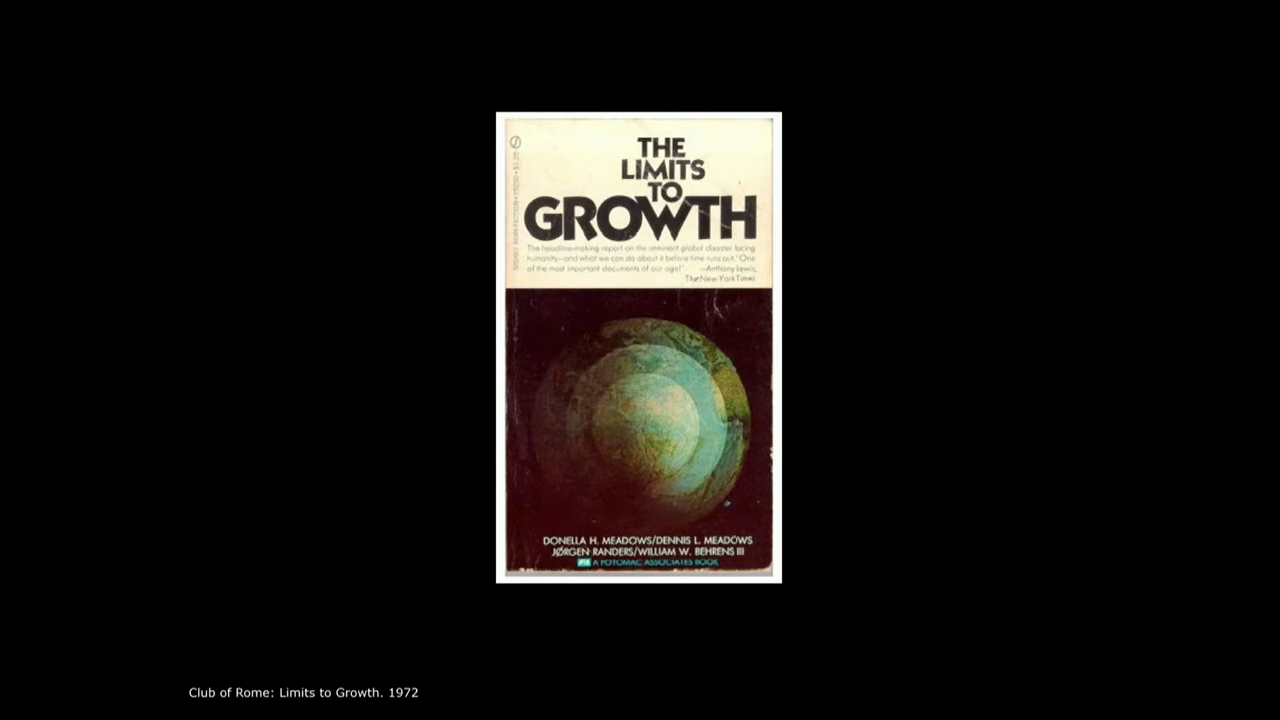 THE
LIMITS
TO
GROWTH
The headline-making report on the imminent global disaster facing
humanity—and what we can do about it before time runs out. "One
of the most important documents of our age!" —Anthony Lewis,
The New York Times
DONELLA H. MEADOWS/DENNIS L. MEADOWS
JØRGEN RANDERS/WILLIAM W. BEHRENS III
A POTOMAC ASSOCIATES BOOK
Club of Rome: Limits to Growth. 1972